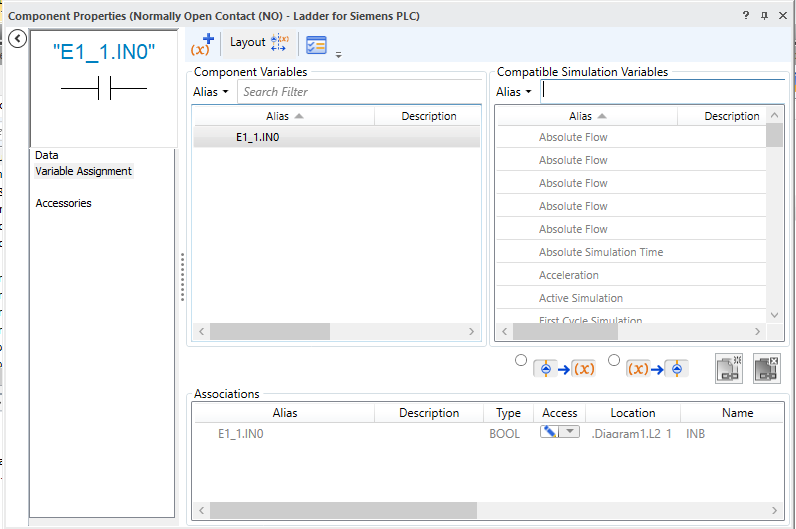 Component Properties (Normally Open Contact (NO) - Ladder for Siemens PLC)
"E1_1.IN0"
Data
Variable Assignment
Accessories
Layout
Component Variables
Alias
Search Filter
Alias Description
E1_1.IN0
Compatible Simulation Variables
Alias
Alias Description
Absolute Flow
Absolute Flow
Absolute Flow
Absolute Flow
Absolute Flow
Absolute Simulation Time
Acceleration
Active Simulation
First Cycle Simulation
(x) (x)
Associations
Alias Description Type Access Location Name
E1_1.IN0 BOOL .Diagram1.L2_1 INB